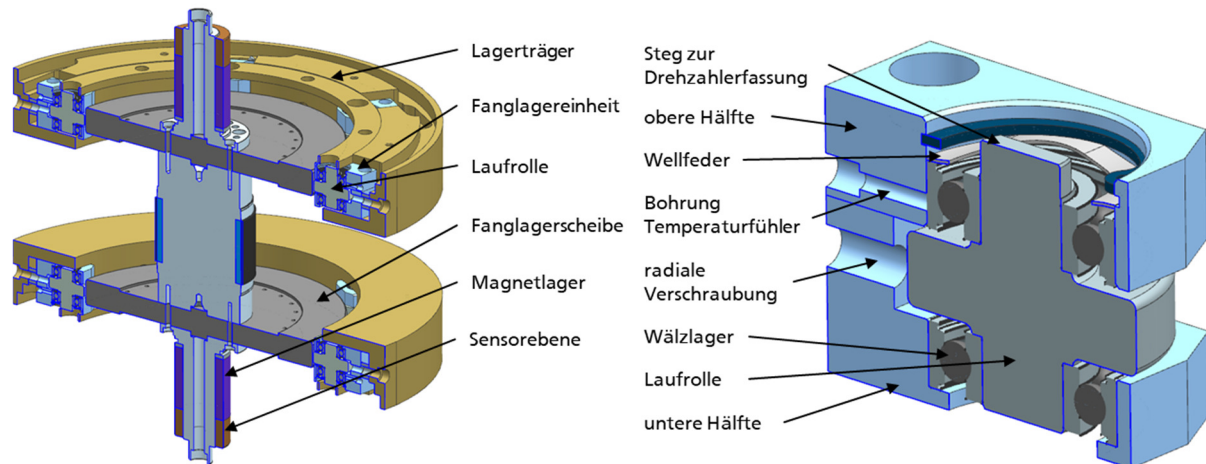 Lagerträger
Fanglagereinheit
Laufrolle
Fanglagerscheibe
Magnetlager
Sensorebene
Steg zur
Drehzahlerfassung
obere Hälfte
Wellfeder
Bohrung
Temperaturfühler
radiale
Verschraubung
Wälzlager
Laufrolle
untere Hälfte